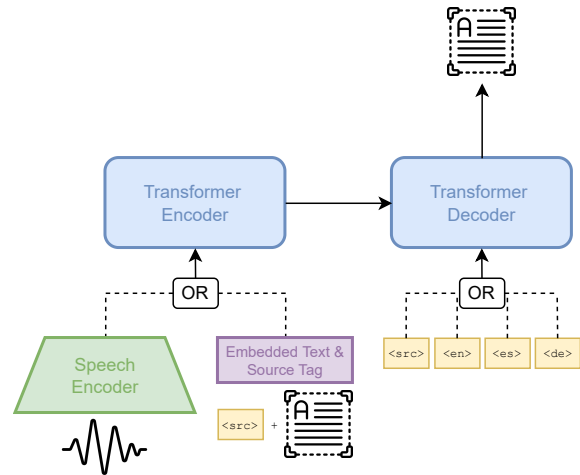 A
Transformer
Encoder
Transformer
Decoder
OR
OR
Speech
Encoder
Embedded Text &
Source Tag
<src>
<en>
<es>
<de>
<src> +
A